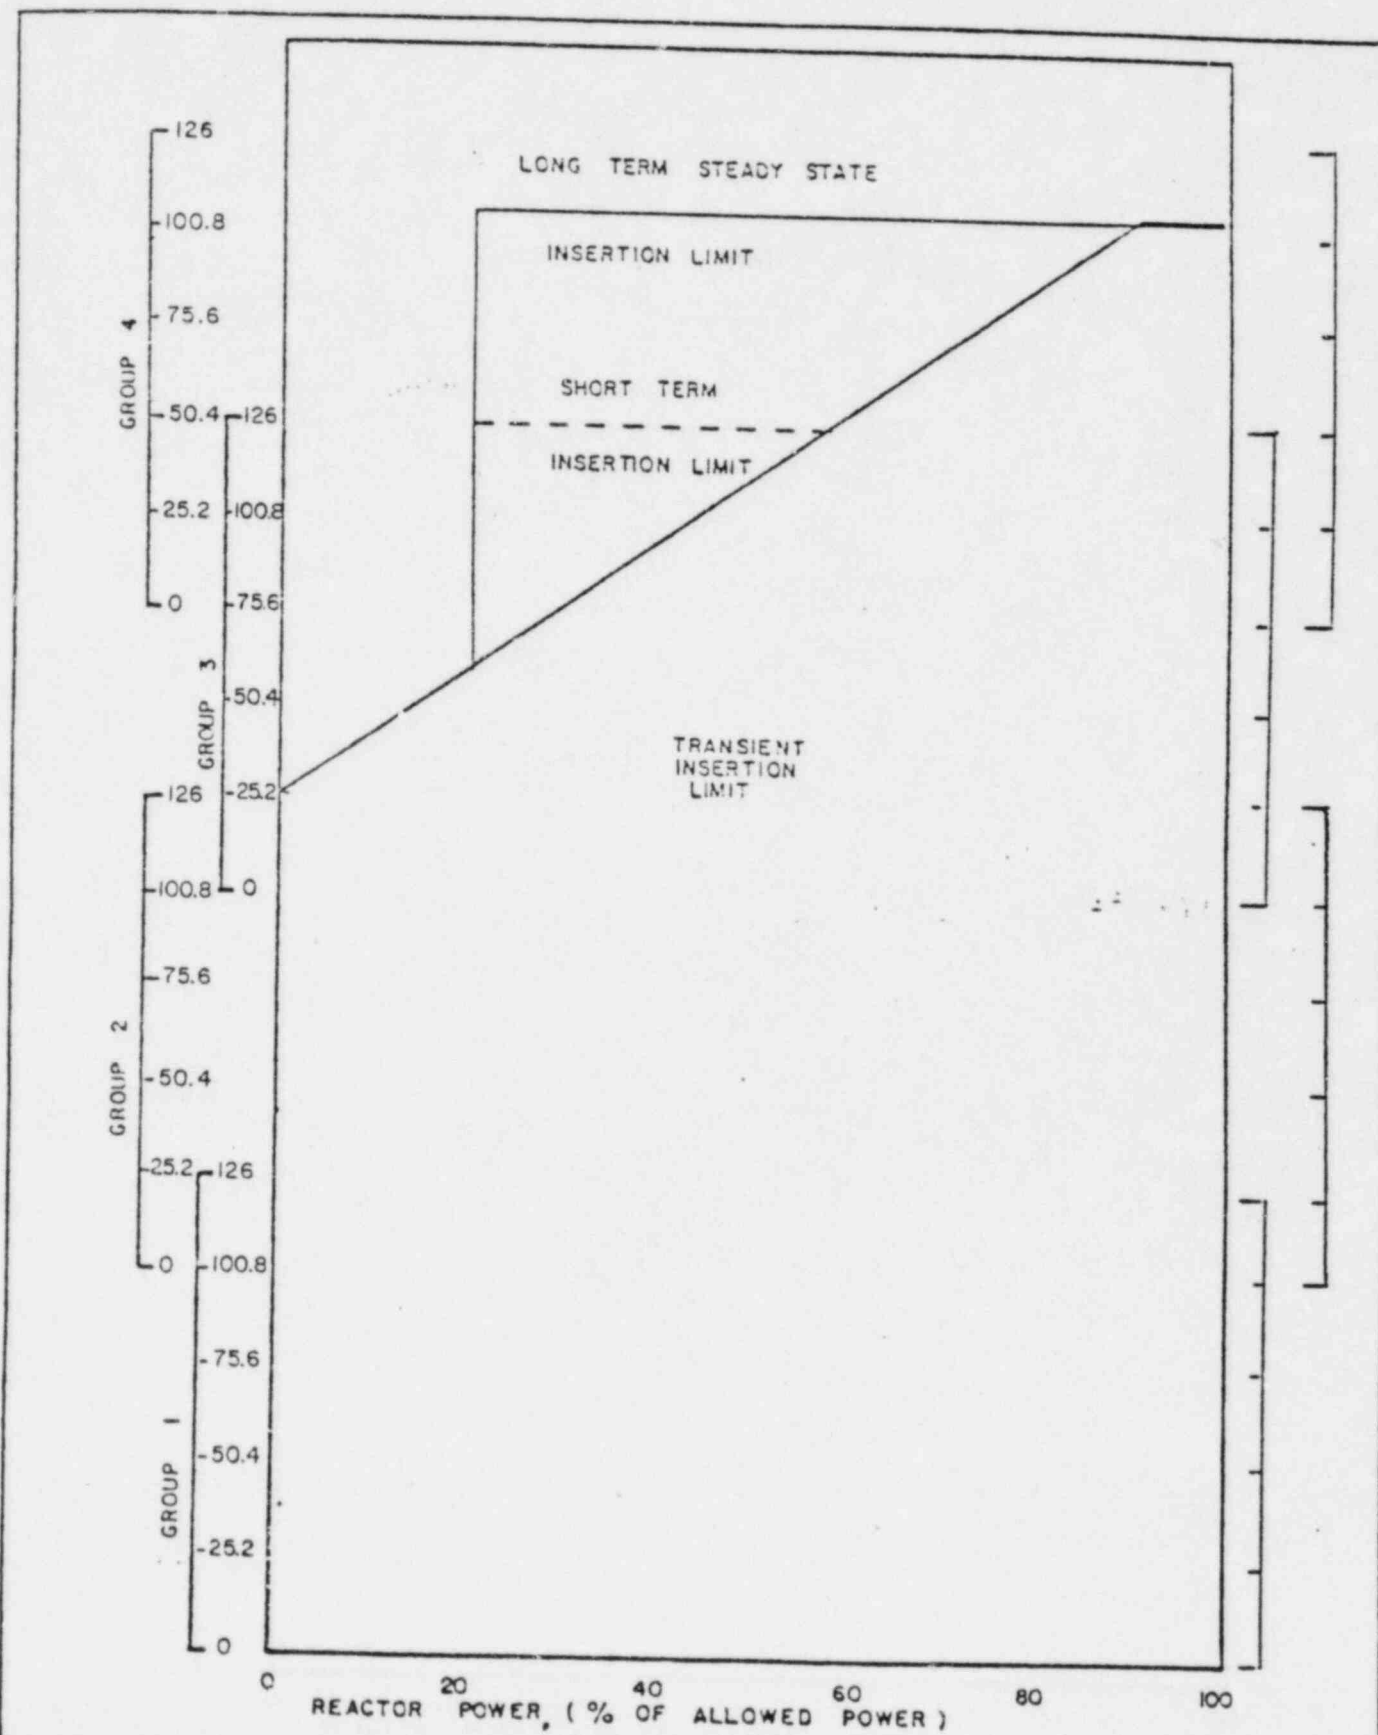 126
LONG TERM STEADY STATE
100.8
INSERTION LIMIT
75.6
GROUP 4
SHORT TERM
50.4
126
INSERTION LIMIT
25.2
100.8
0
75.6
GROUP 3
50.4
TRANSIENT
INSERTION
LIMIT
126
25.2
100.8
0
75.6
GROUP 2
50.4
25.2
126
0
100.8
75.6
GROUP 1
50.4
25.2
0
0 20 40 60 80 100
REACTOR POWER, (% OF ALLOWED POWER)